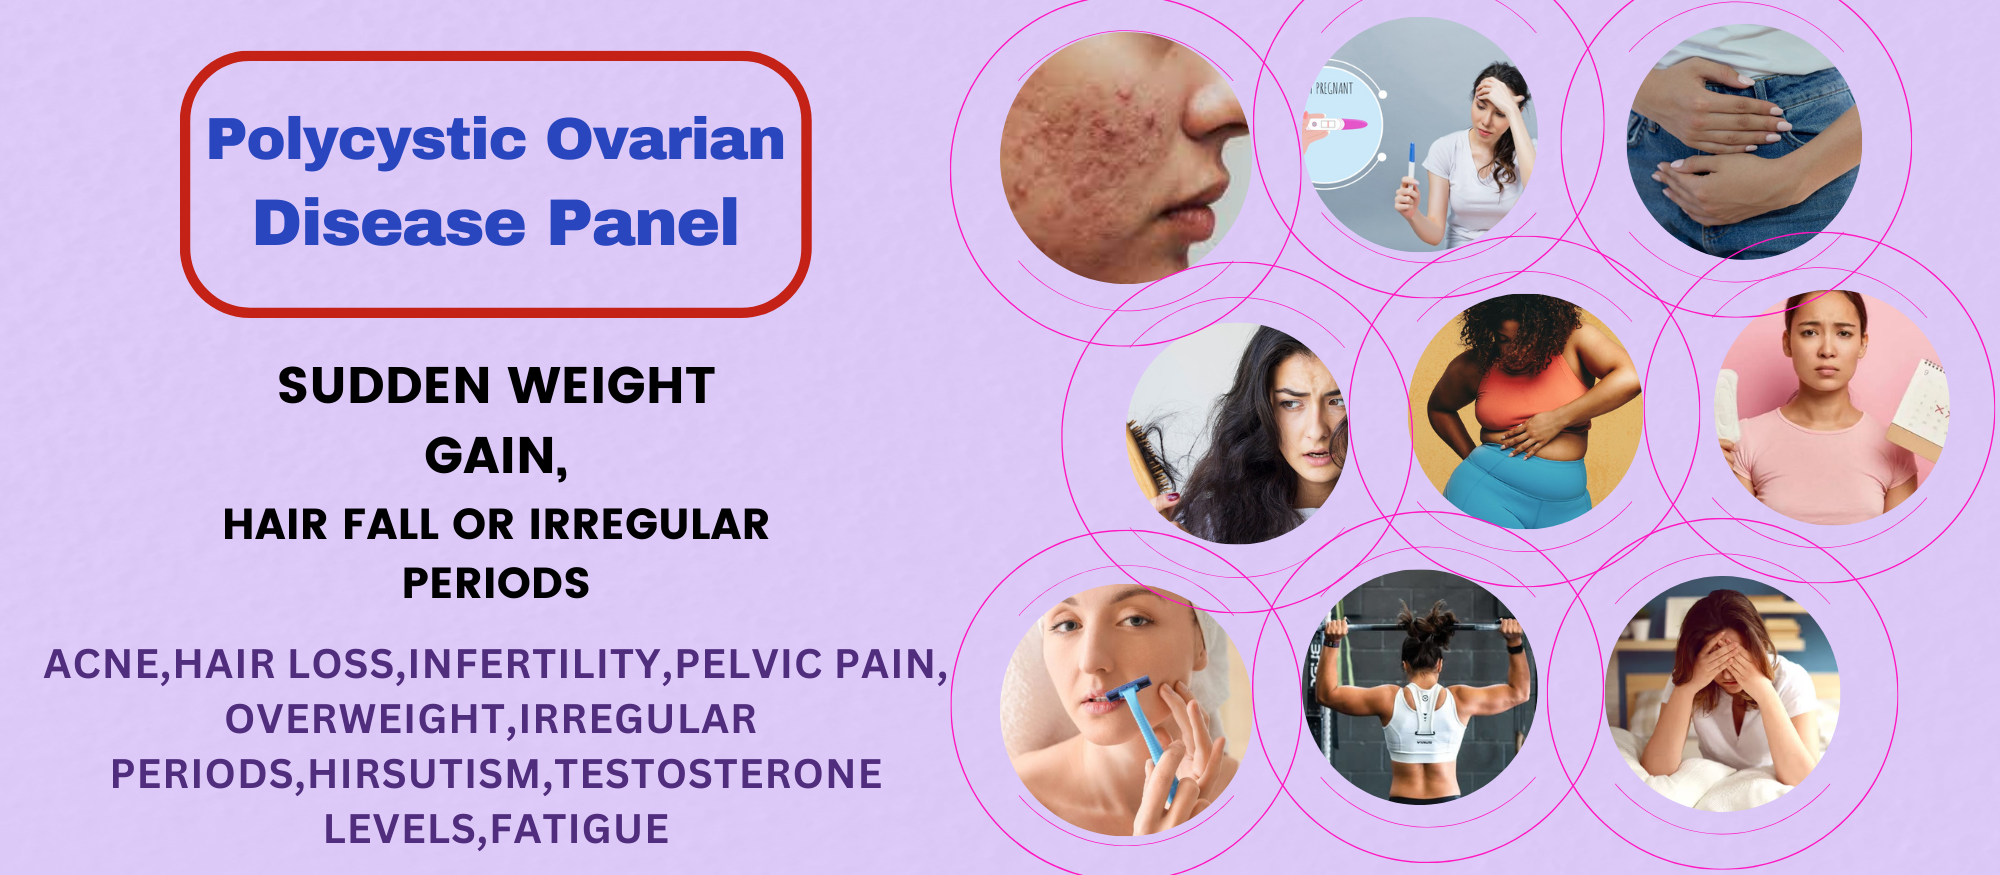 Polycystic Ovarian
Disease Panel
SUDDEN WEIGHT
GAIN,
HAIR FALL OR IRREGULAR
PERIODS
ACNE,HAIR LOSS,INFERTILITY,PELVIC PAIN,
OVERWEIGHT,IRREGULAR
PERIODS,HIRSUTISM,TESTOSTERONE
LEVELS,FATIGUE
PREGNANT